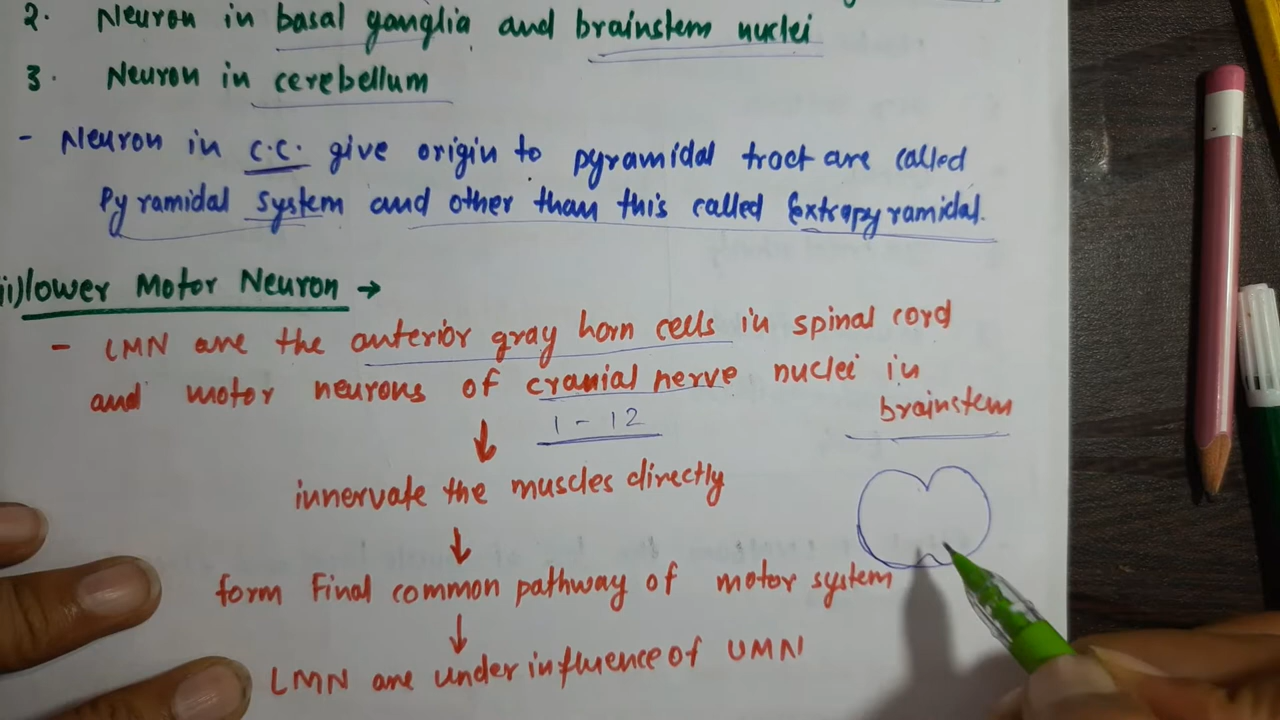 2. Neuron in basal ganglia and brainstem nuclei
3. Neuron in cerebellum
- Neuron in c.c. give origin to pyramidal tract are called
Pyramidal system and other than this called Extrapyramidal.
ii) lower Motor Neuron →
- LMN are the anterior gray horn cells in spinal cord
and motor neurons of cranial nerve nuclei in
brainstem
1 - 12
↓
innervate the muscles directly
↓
form Final common pathway of motor system
↓
LMN are under influence of UMN